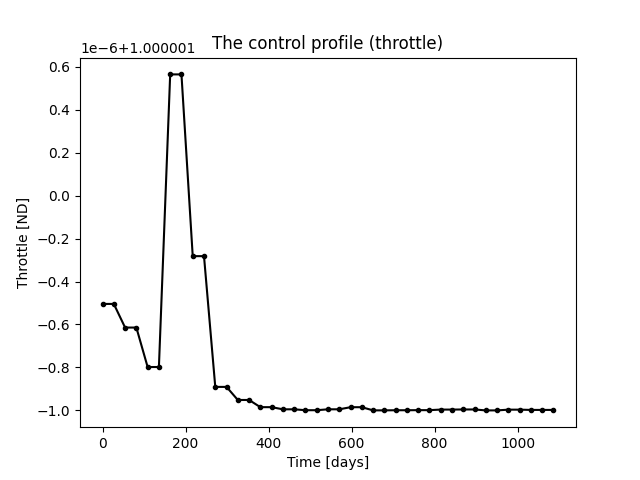 The control profile (throttle)
1e-6+1.000001
0.6
0.4
0.2
0.0
−0.2
−0.4
−0.6
−0.8
−1.0
Throttle [ND]
0 200 400 600 800 1000
Time [days]